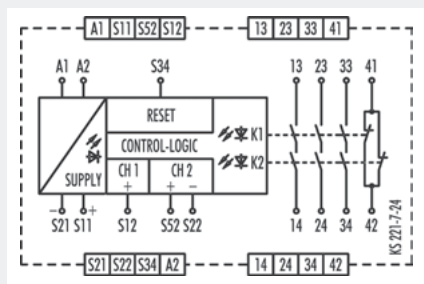 A1 S11 S52 S12 13 23 33 41
A1 A2 S34 13 23 33 41
RESET
CONTROL-LOGIC
K1
K2
CH 1 CH 2
+ + −
SUPPLY
− +
S21 S11 S12 S52 S22 14 24 34 42
KS 221-7-24
S21 S22 S34 A2 14 24 34 42